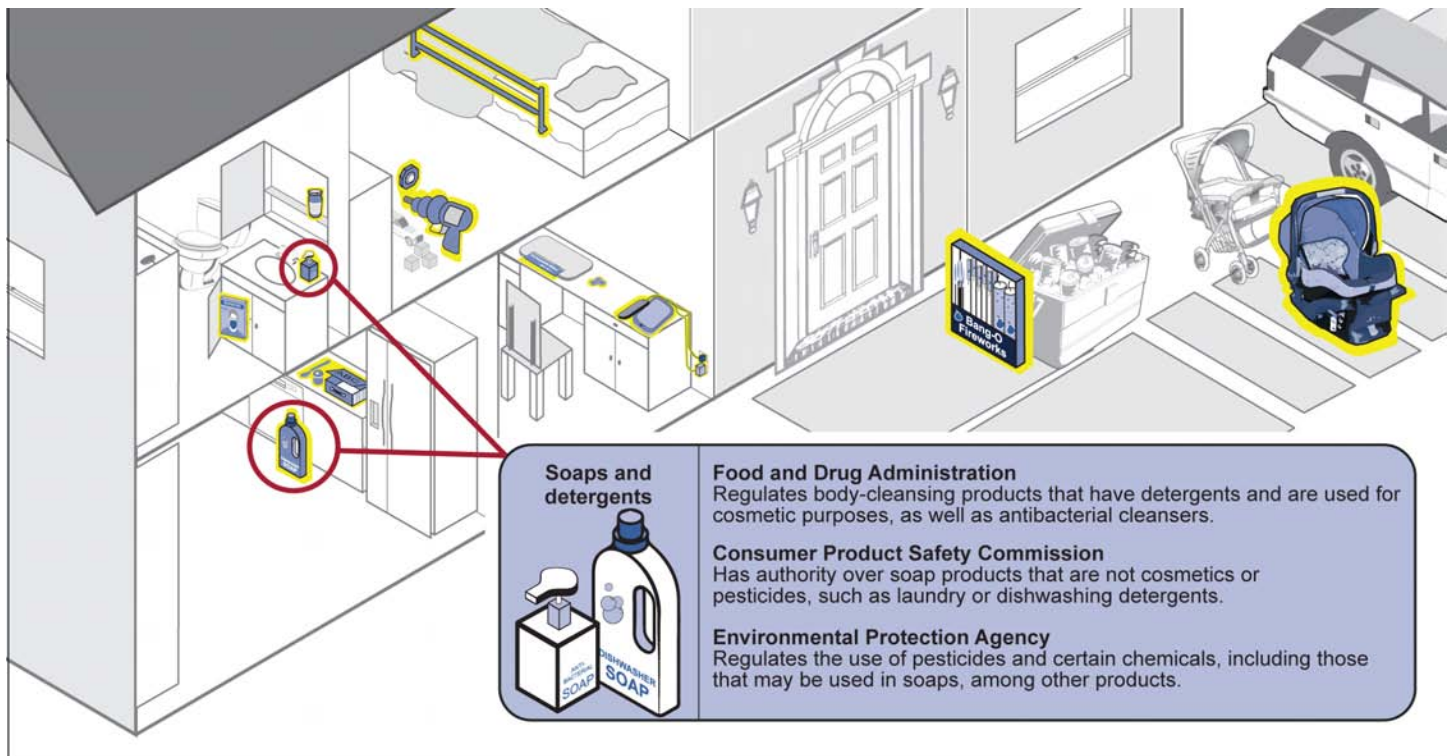 Bang-O
Fireworks
Soaps and
detergents
ANTI
BACTERIAL
SOAP
DISHWASHER
SOAP
Food and Drug Administration
Regulates body-cleansing products that have detergents and are used for
cosmetic purposes, as well as antibacterial cleansers.
Consumer Product Safety Commission
Has authority over soap products that are not cosmetics or
pesticides, such as laundry or dishwashing detergents.
Environmental Protection Agency
Regulates the use of pesticides and certain chemicals, including those
that may be used in soaps, among other products.